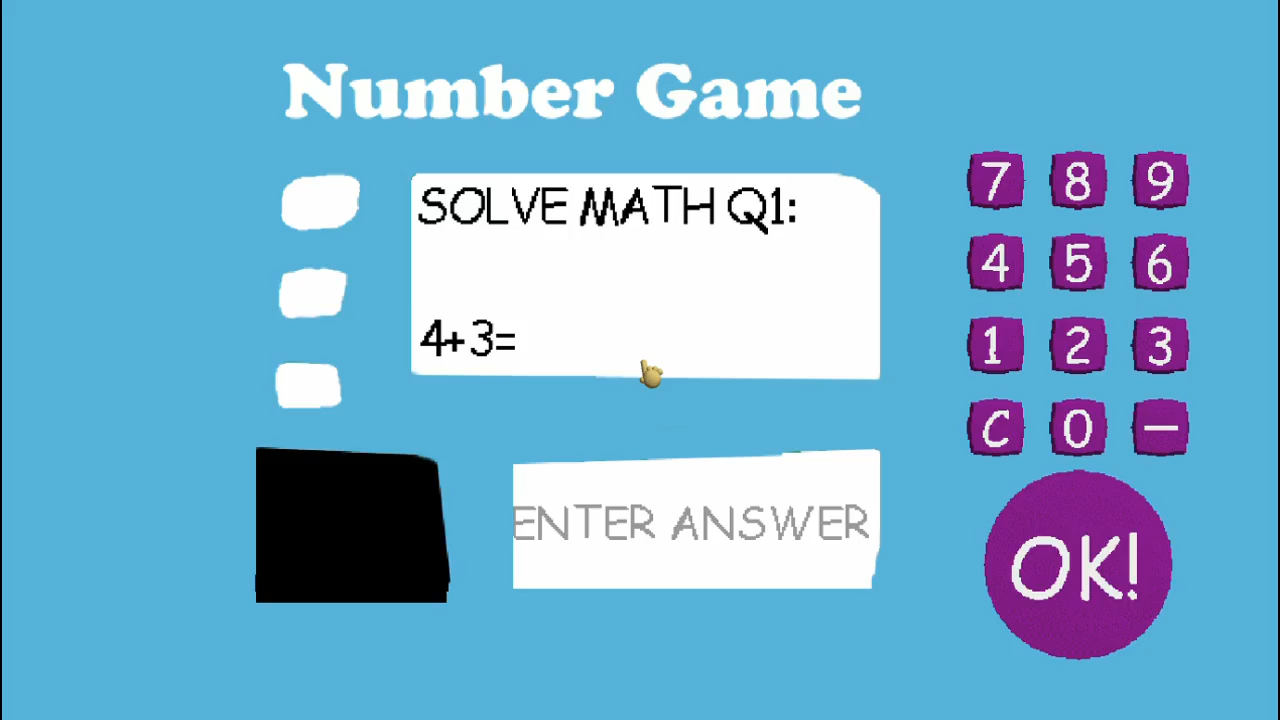 Number Game
SOLVE MATH Q1:
4+3=
ENTER ANSWER
7 8 9
4 5 6
1 2 3
C 0 −
OK!